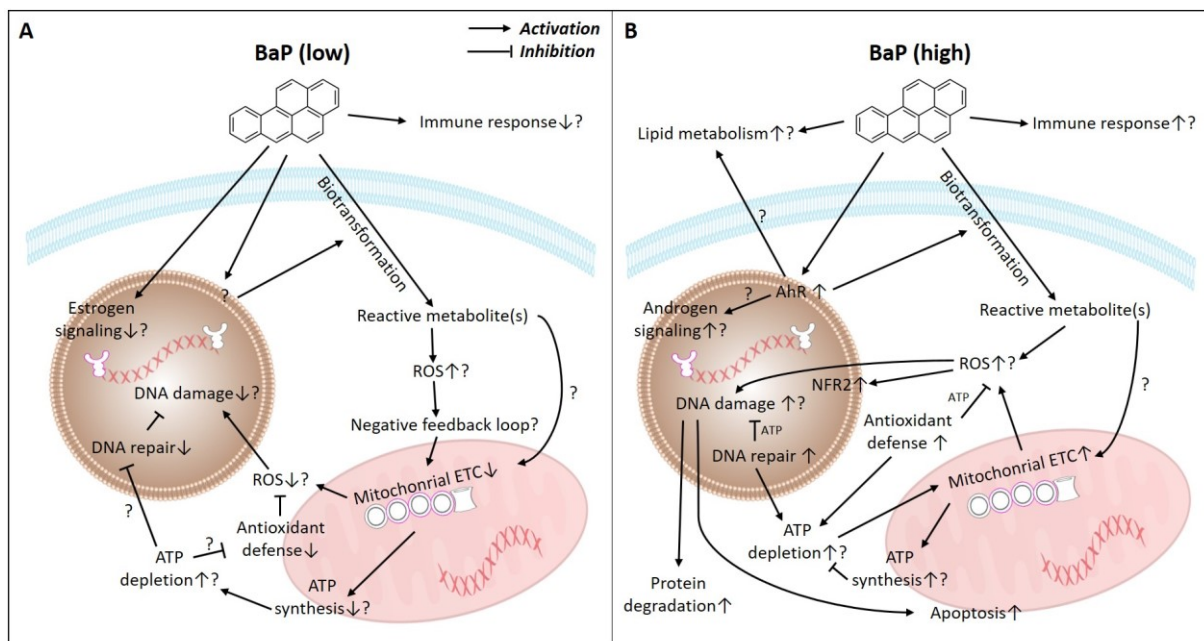 A
Activation
Inhibition
BaP (low)
Immune response↓?
Biotransformation
?
Estrogen
signaling↓?
Reactive metabolite(s)
ROS↑?
?
DNA damage↓?
Negative feedback loop?
DNA repair↓
ROS↓?
Mitochonrial ETC↓
?
Antioxidant
defense↓
?
ATP
depletion↑?
ATP
synthesis↓?
B
BaP (high)
Lipid metabolism↑?
Immune response↑?
?
Biotransformation
AhR ↑
?
Androgen
signaling↑?
Reactive metabolite(s)
ROS↑?
NFR2↑
?
ATP
DNA damage ↑?
Antioxidant
defense ↑
ATP
DNA repair ↑
Mitochonrial ETC↑
ATP
depletion↑?
ATP
synthesis↑?
Protein
degradation↑
Apoptosis↑